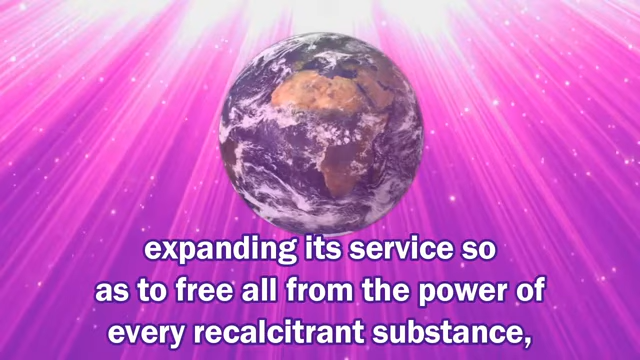 expanding its service so
as to free all from the power of
every recalcitrant substance,